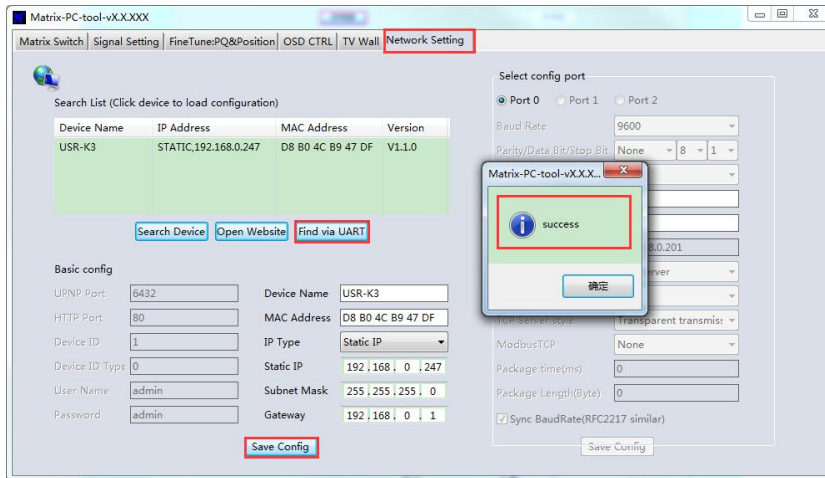 Matrix-PC-tool-vX.X.XXX
Matrix Switch Signal Setting FineTune:PQ&Position OSD CTRL TV Wall Network Setting
Search List (Click device to load configuration)
Device Name IP Address MAC Address Version
USR-K3 STATIC,192.168.0.247 D8 B0 4C B9 47 DF V1.1.0
Search Device Open Website Find via UART
Basic config
UPNP Port 6432 Device Name USR-K3
HTTP Port 80 MAC Address D8 B0 4C B9 47 DF
Device ID 1 IP Type Static IP
Device ID Type 0 Static IP 192 . 168 . 0 . 247
User Name admin Subnet Mask 255 . 255 . 255 . 0
Password admin Gateway 192 . 168 . 0 . 1
Save Config
Select config port
Port 0 Port 1 Port 2
Baud Rate 9600
Parity/Data Bit/Stop Bit None 8 1
Matrix-PC-tool-vX.X.X...
success
确定
8.0.201
erver
TCP Server style Transparent transmis:
ModbusTCP None
Package time(ms) 0
Package Length(Byte) 0
Sync BaudRate(RFC2217 similar)
Save Config